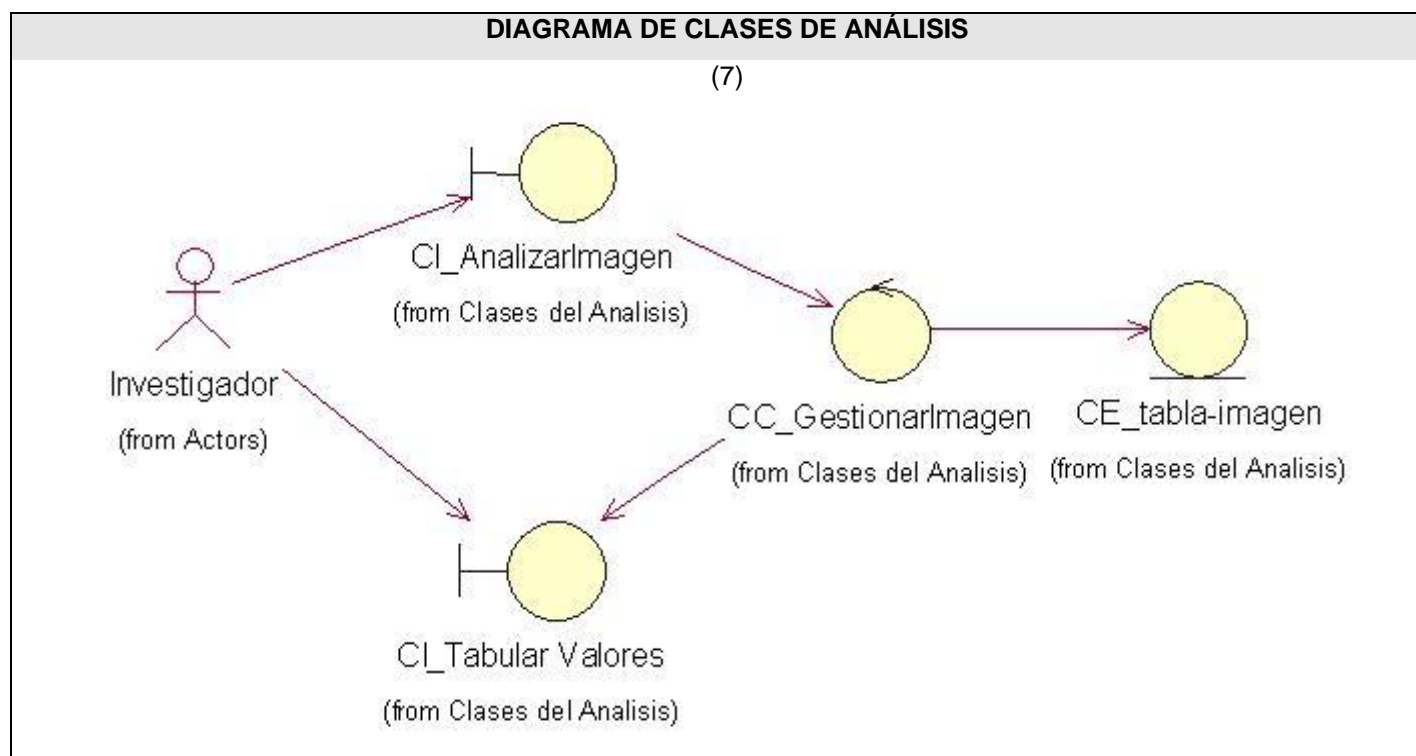 DIAGRAMA DE CLASES DE ANÁLISIS
(7)
CI_AnalizarImagen
(from Clases del Analisis)
Investigador
(from Actors)
CC_GestionarImagen
(from Clases del Analisis)
CE_tabla-imagen
(from Clases del Analisis)
CI_Tabular Valores
(from Clases del Analisis)